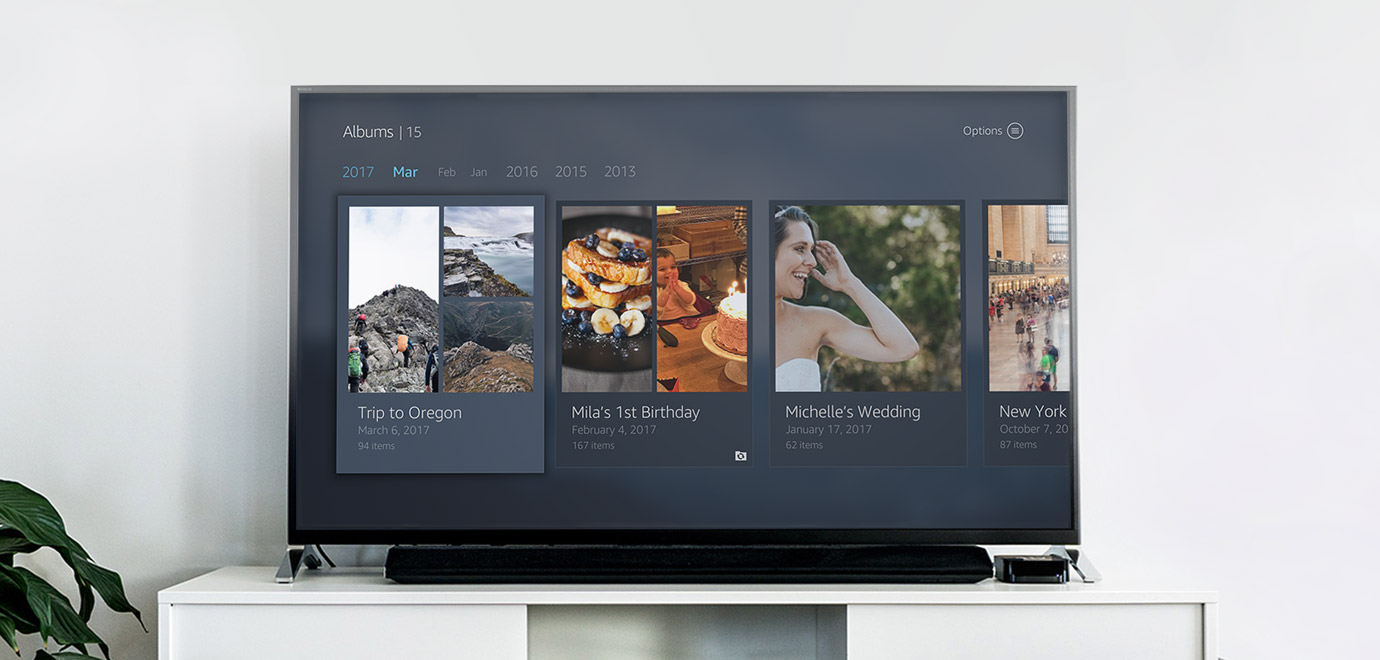 Albums | 15
Options
2017 Mar Feb Jan 2016 2015 2013
Trip to Oregon
March 6, 2017
94 items
Mila's 1st Birthday
February 4, 2017
167 items
Michelle's Wedding
January 17, 2017
62 items
New York
October 7, 20
87 items